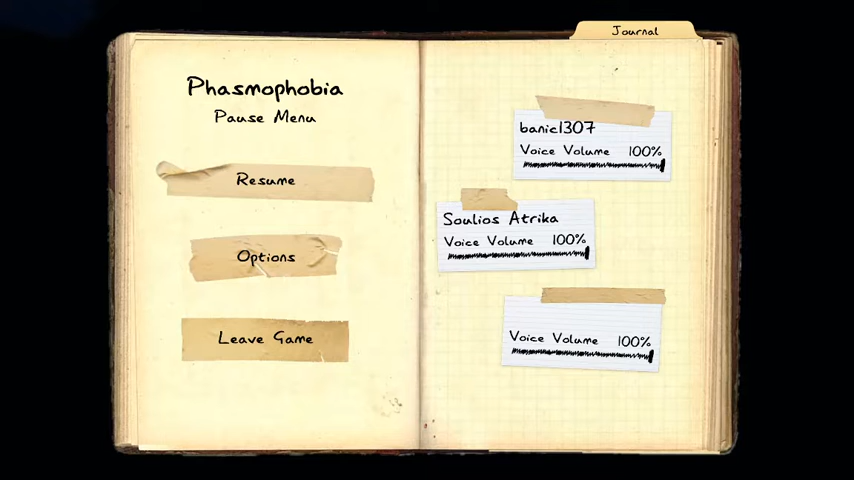 Journal
Phasmophobia
Pause Menu
Resume
Options
Leave Game
banic1307
Voice Volume 100%
Soulios Atrika
Voice Volume 100%
Voice Volume 100%